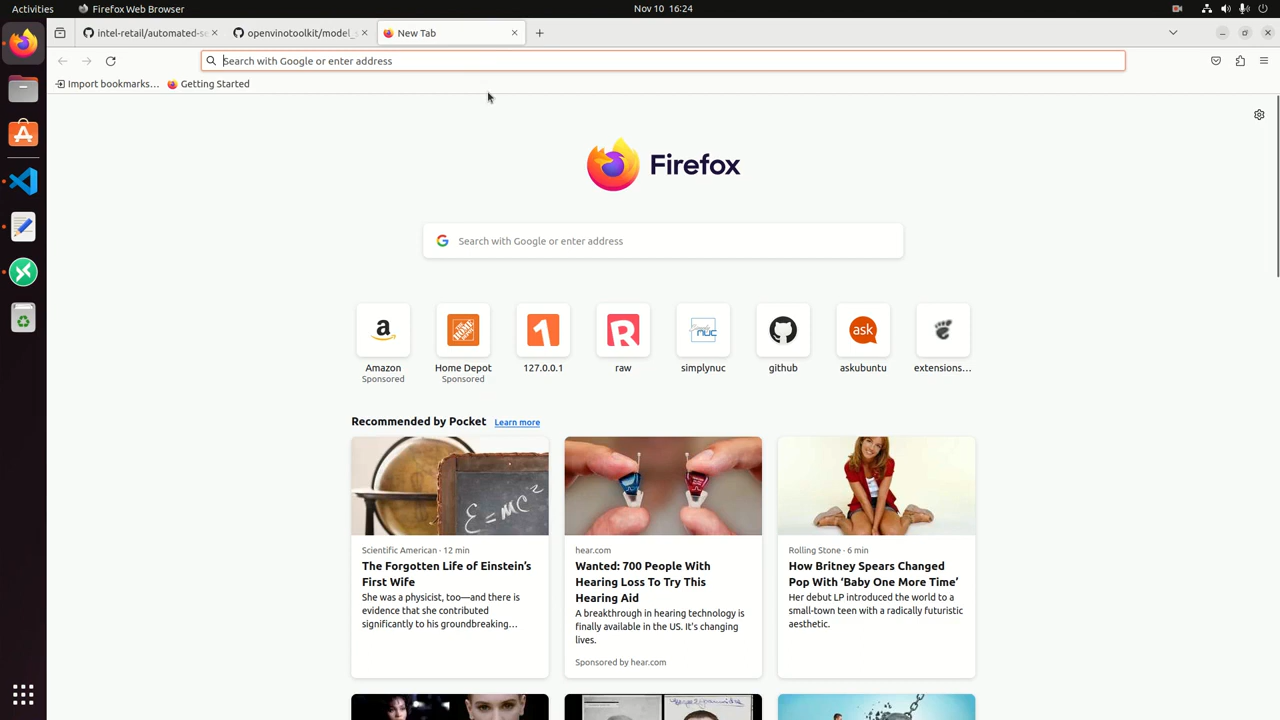 Activities
Firefox Web Browser
Nov 10 16:24
intel-retail/automated-se
openvinotoolkit/model_
New Tab
Search with Google or enter address
Import bookmarks…
Getting Started
Firefox
Search with Google or enter address
Amazon
Sponsored
Home Depot
Sponsored
127.0.0.1
raw
simplynuc
github
askubuntu
extensions…
Recommended by Pocket
Learn more
Scientific American · 12 min
The Forgotten Life of Einstein's
First Wife
She was a physicist, too—and there is
evidence that she contributed
significantly to his groundbreaking…
hear.com
Wanted: 700 People With
Hearing Loss To Try This
Hearing Aid
A breakthrough in hearing technology is
finally available in the US. It's changing
lives.
Sponsored by hear.com
Rolling Stone · 6 min
How Britney Spears Changed
Pop With ‘Baby One More Time’
Her debut LP introduced the world to a
small-town teen with a radically futuristic
aesthetic.